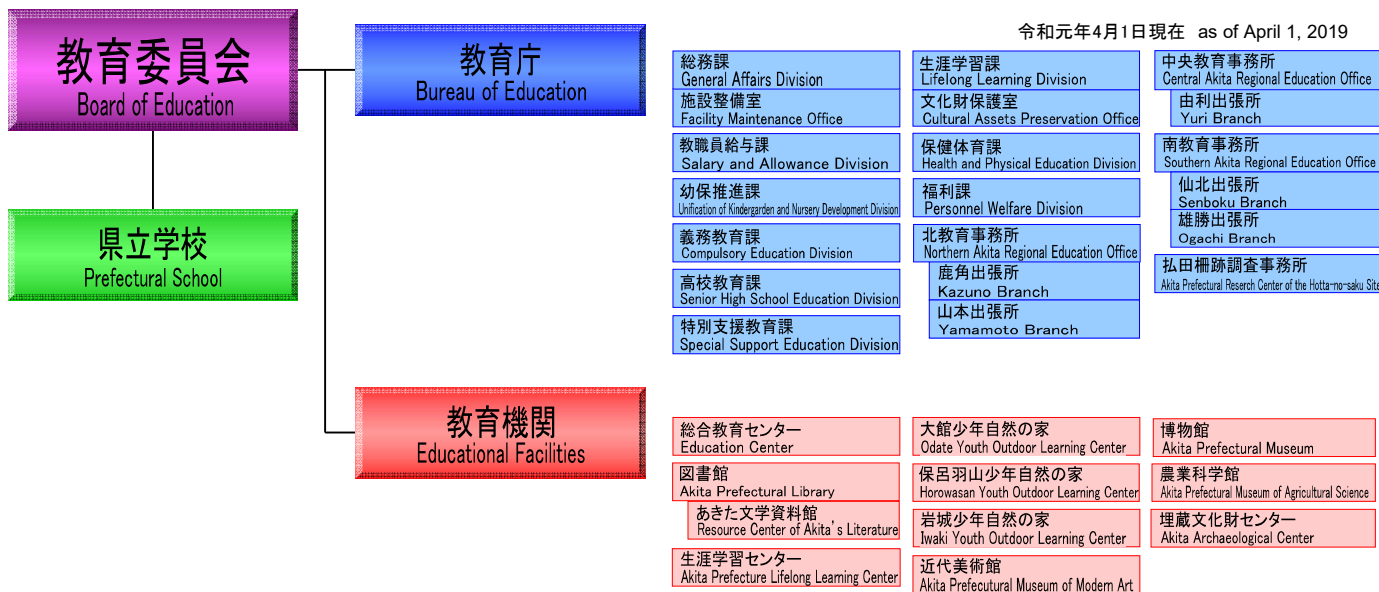 令和元年4月1日現在 as of April 1, 2019
教育委員会
Board of Education
県立学校
Prefectural School
教育庁
Bureau of Education
総務課
General Affairs Division
施設整備室
Facility Maintenance Office
教職員給与課
Salary and Allowance Division
幼保推進課
Unification of Kindergarden and Nursery Development Division
義務教育課
Compulsory Education Division
高校教育課
Senior High School Education Division
特別支援教育課
Special Support Education Division
生涯学習課
Lifelong Learning Division
文化財保護室
Cultural Assets Preservation Office
保健体育課
Health and Physical Education Division
福利課
Personnel Welfare Division
北教育事務所
Northern Akita Regional Education Office
鹿角出張所
Kazuno Branch
山本出張所
Yamamoto Branch
中央教育事務所
Central Akita Regional Education Office
由利出張所
Yuri Branch
南教育事務所
Southern Akita Regional Education Office
仙北出張所
Senboku Branch
雄勝出張所
Ogachi Branch
払田柵跡調査事務所
Akita Prefectural Reserch Center of the Hotta-no-saku Site
教育機関
Educational Facilities
総合教育センター
Education Center
図書館
Akita Prefectural Library
あきた文学資料館
Resource Center of Akita's Literature
生涯学習センター
Akita Prefecture Lifelong Learning Center
大館少年自然の家
Odate Youth Outdoor Learning Center
保呂羽山少年自然の家
Horowasan Youth Outdoor Learning Center
岩城少年自然の家
Iwaki Youth Outdoor Learning Center
近代美術館
Akita Prefecutural Museum of Modern Art
博物館
Akita Prefectural Museum
農業科学館
Akita Prefectural Museum of Agricultural Science
埋蔵文化財センター
Akita Archaeological Center